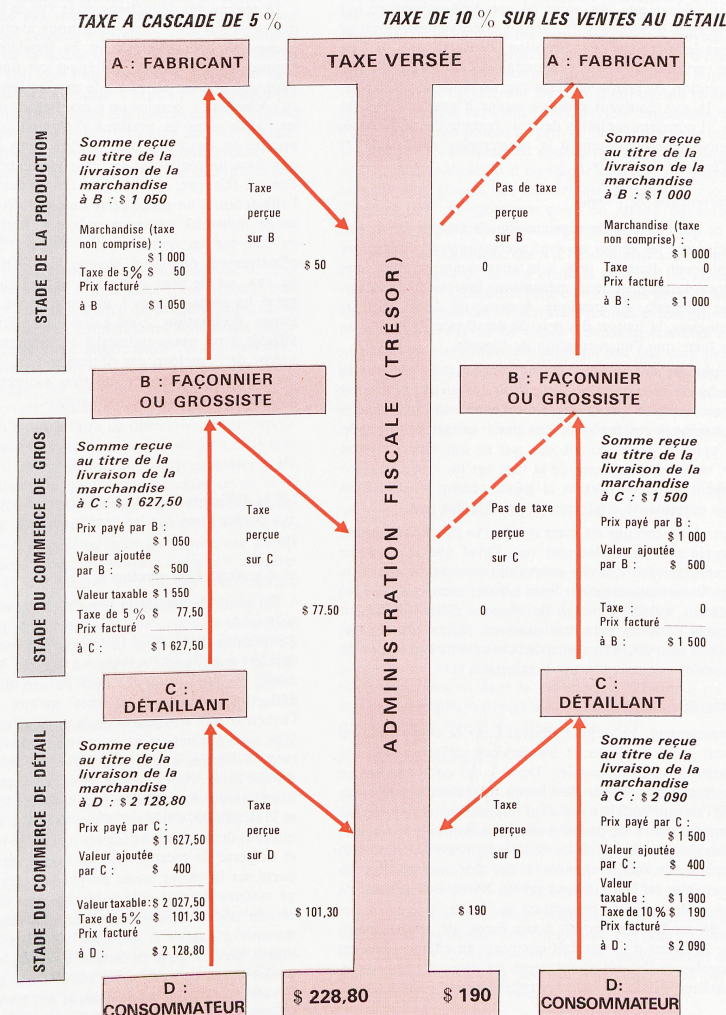 TAXE A CASCADE DE 5 %
TAXE DE 10 % SUR LES VENTES AU DÉTAIL
A : FABRICANT
TAXE VERSÉE
A : FABRICANT
STADE DE LA PRODUCTION
Somme reçue
au titre de la
livraison de la
marchandise
à B : $ 1 050
Marchandise (taxe
non comprise) :
$ 1 000
Taxe de 5% $ 50
Prix facturé
à B $ 1 050
Taxe
perçue
sur B
$ 50
ADMINISTRATION FISCALE (TRÉSOR)
Pas de taxe
perçue
sur B
0
Somme reçue
au titre de la
livraison de la
marchandise
à B : $ 1 000
Marchandise (taxe
non comprise) :
$ 1 000
Taxe 0
Prix facturé
à B : $ 1 000
B : FAÇONNIER
OU GROSSISTE
B : FAÇONNIER
OU GROSSISTE
STADE DU COMMERCE DE GROS
Somme reçue
au titre de la
livraison de la
marchandise
à C : $ 1 627,50
Prix payé par B :
$ 1 050
Valeur ajoutée
par B : $ 500
Valeur taxable $ 1 550
Taxe de 5 % $ 77,50
Prix facturé
à C : $ 1 627,50
Taxe
perçue
sur C
$ 77.50
Pas de taxe
perçue
sur C
0
Somme reçue
au titre de la
livraison de la
marchandise
à C : $ 1 500
Prix payé par B :
$ 1 000
Valeur ajoutée
par B : $ 500
Taxe : 0
Prix facturé
à B : $ 1 500
C :
DÉTAILLANT
C :
DÉTAILLANT
STADE DU COMMERCE DE DÉTAIL
Somme reçue
au titre de la
livraison de la
marchandise
à D : $ 2 128,80
Prix payé par C :
$ 1 627,50
Valeur ajoutée
par C : $ 400
Valeur taxable: $ 2 027,50
Taxe de 5 % $ 101,30
Prix facturé
à D : $ 2 128,80
Taxe
perçue
sur D
$ 101,30
Taxe
perçue
sur D
$ 190
Somme reçue
au titre de la
livraison de la
marchandise
à C : $ 2 090
Prix payé par C :
$ 1 500
Valeur ajoutée
par C : $ 400
Valeur
taxable : $ 1 900
Taxe de 10 % $ 190
Prix facturé
à D : $ 2 090
D :
CONSOMMATEUR
$ 228,80
$ 190
D:
CONSOMMATEUR